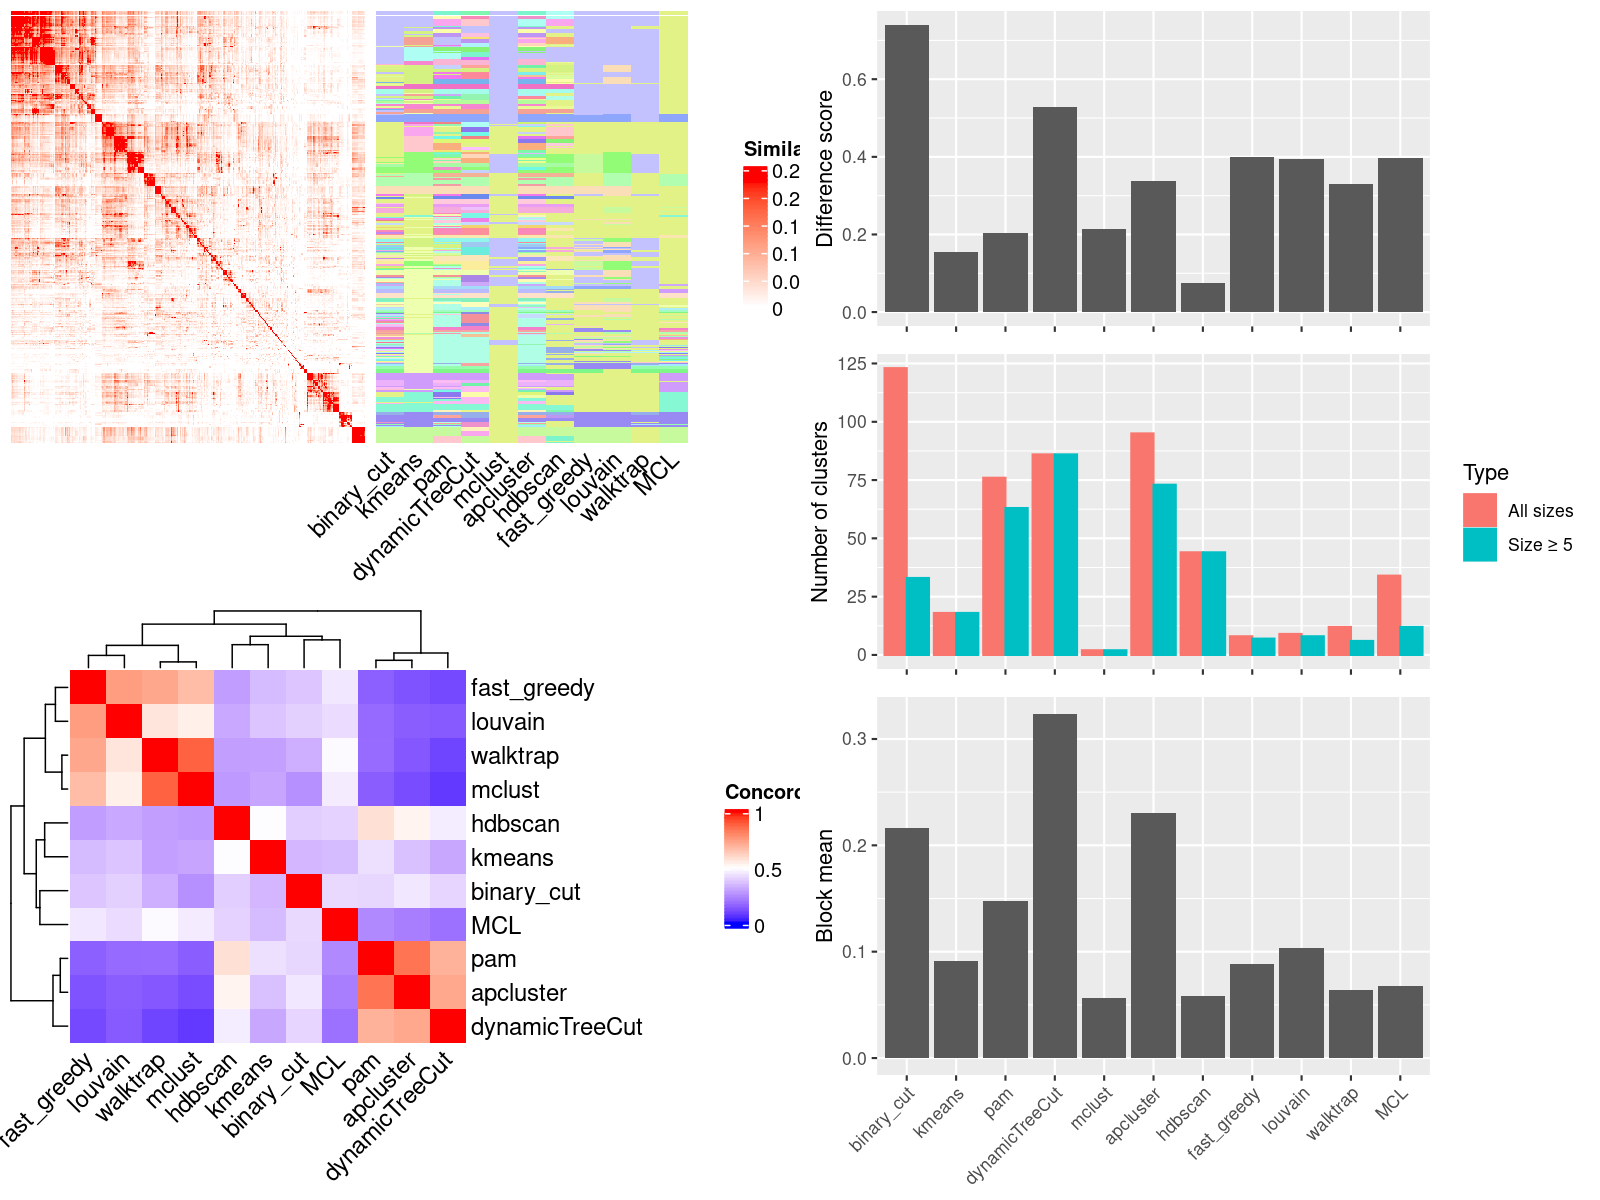 Simila
0.2
0.2
0.1
0.1
0.0
0
binary_cut
kmeans
pam
dynamicTreeCut
mclust
apcluster
hdbscan
fast_greedy
louvain
walktrap
MCL
fast_greedy
louvain
walktrap
mclust
hdbscan
kmeans
binary_cut
MCL
pam
apcluster
dynamicTreeCut
fast_greedy
louvain
walktrap
mclust
hdbscan
kmeans
binary_cut
MCL
pam
apcluster
dynamicTreeCut
Concord
1
0.5
0
Difference score
0.6
0.4
0.2
0.0
Number of clusters
125
100
75
50
25
0
Type
All sizes
Size ≥ 5
Block mean
0.3
0.2
0.1
0.0
binary_cut
kmeans
pam
dynamicTreeCut
mclust
apcluster
hdbscan
fast_greedy
louvain
walktrap
MCL